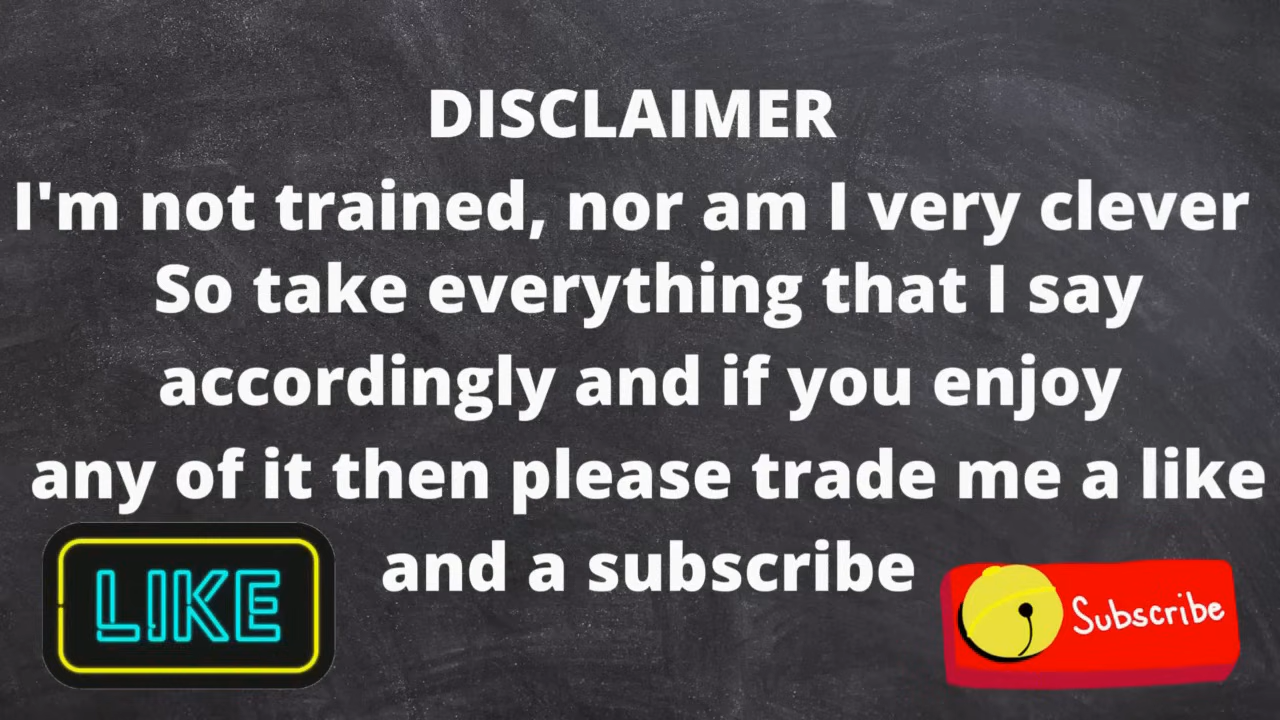 DISCLAIMER
I'm not trained, nor am I very clever
So take everything that I say
accordingly and if you enjoy
any of it then please trade me a like
and a subscribe
LIKE
Subscribe